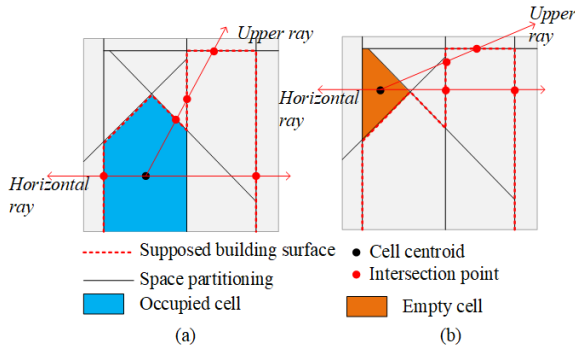 Upper ray
Horizontal
ray
Upper
ray
Horizontal
ray
Supposed building surface
Space partitioning
Occupied cell
Cell centroid
Intersection point
Empty cell
(a)
(b)